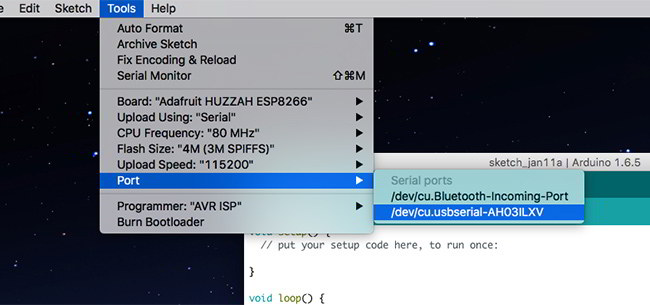 Edit Sketch Tools Help
Auto Format ⌘T
Archive Sketch
Fix Encoding & Reload
Serial Monitor ⇧⌘M
Board: "Adafruit HUZZAH ESP8266"
Upload Using: "Serial"
CPU Frequency: "80 MHz"
Flash Size: "4M (3M SPIFFS)"
Upload Speed: "115200"
Port
Programmer: "AVR ISP"
Burn Bootloader
sketch_jan11a | Arduino 1.6.5
Serial ports
/dev/cu.Bluetooth-Incoming-Port
/dev/cu.usbserial-AH03ILXV
void setup() {
// put your setup code here, to run once:
}
void loop() {